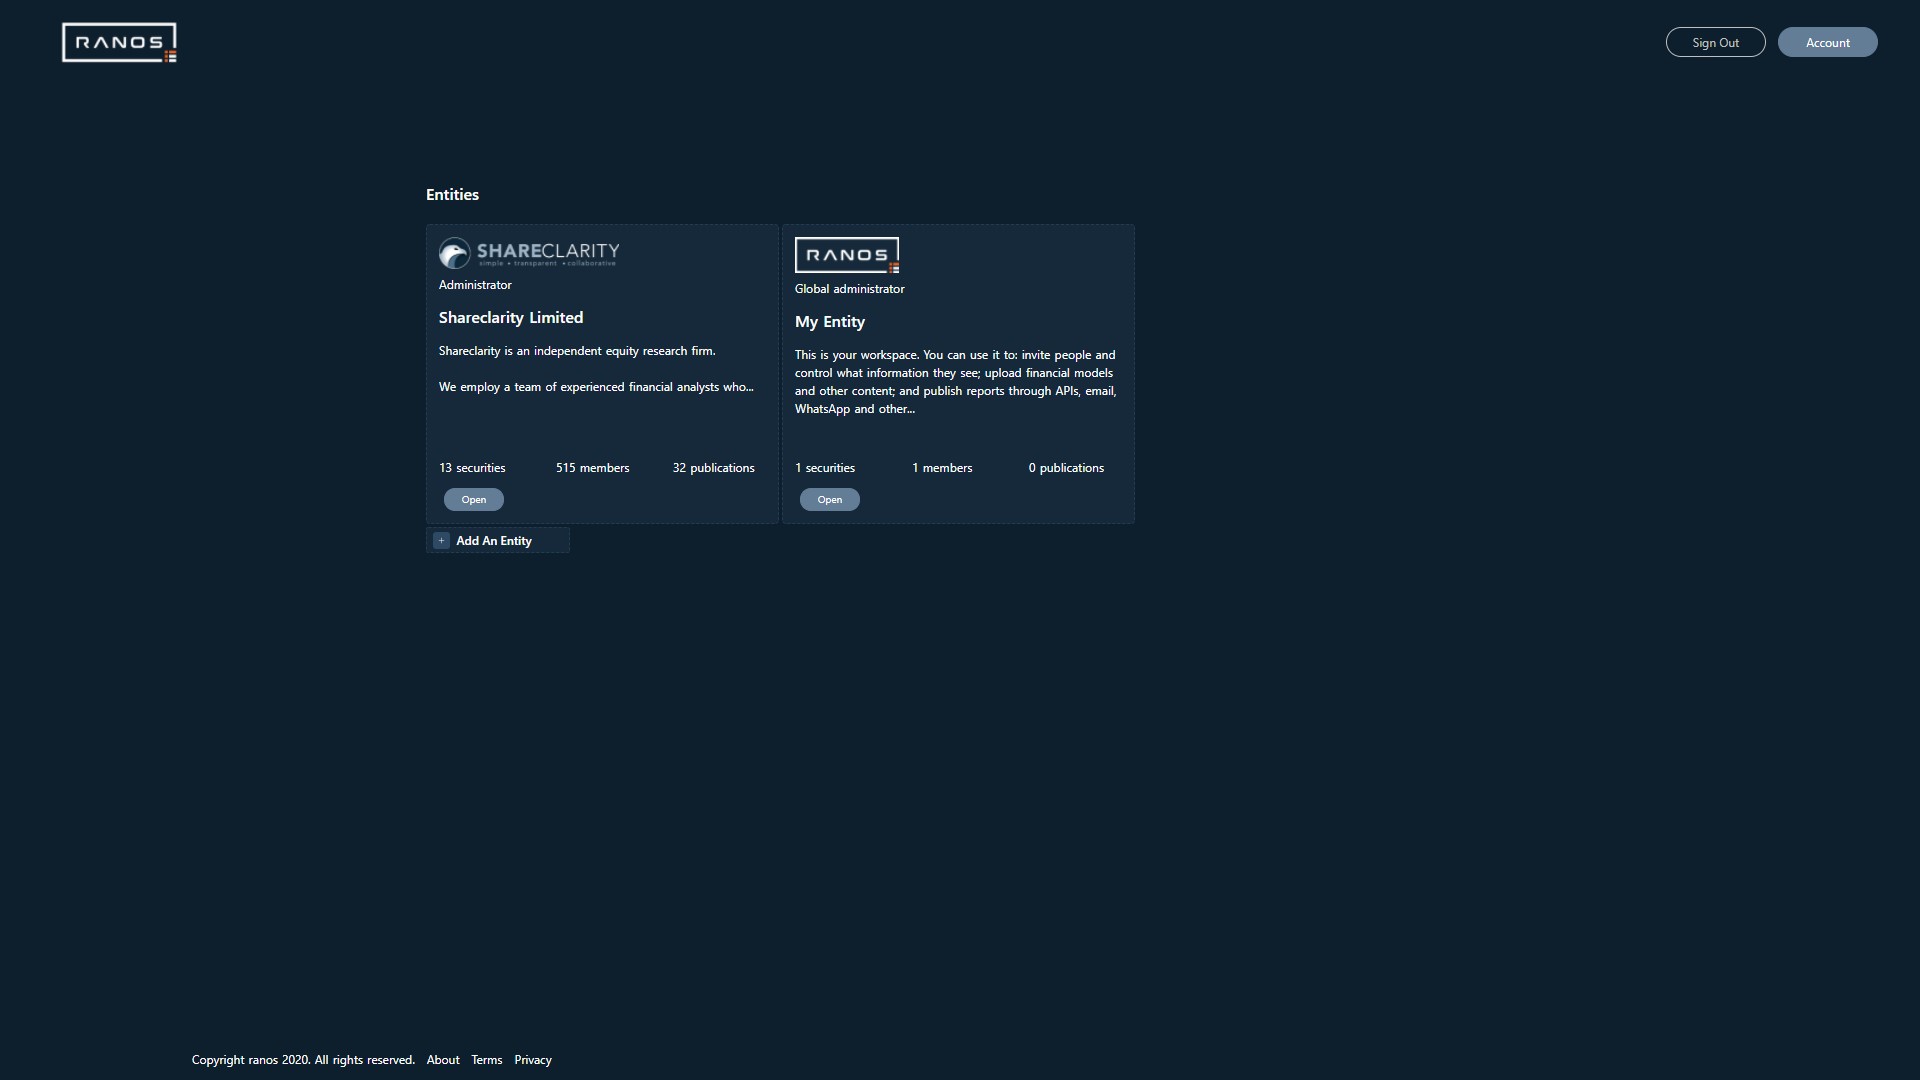 RANOS
Sign Out
Account
Entities
SHARECLARITY
simple • transparent • collaborative
Administrator
Shareclarity Limited
Shareclarity is an independent equity research firm.
We employ a team of experienced financial analysts who...
13 securities
515 members
32 publications
Open
RANOS
Global administrator
My Entity
This is your workspace. You can use it to: invite people and
control what information they see; upload financial models
and other content; and publish reports through APIs, email,
WhatsApp and other...
1 securities
1 members
0 publications
Open
+ Add An Entity
Copyright ranos 2020. All rights reserved. About Terms Privacy